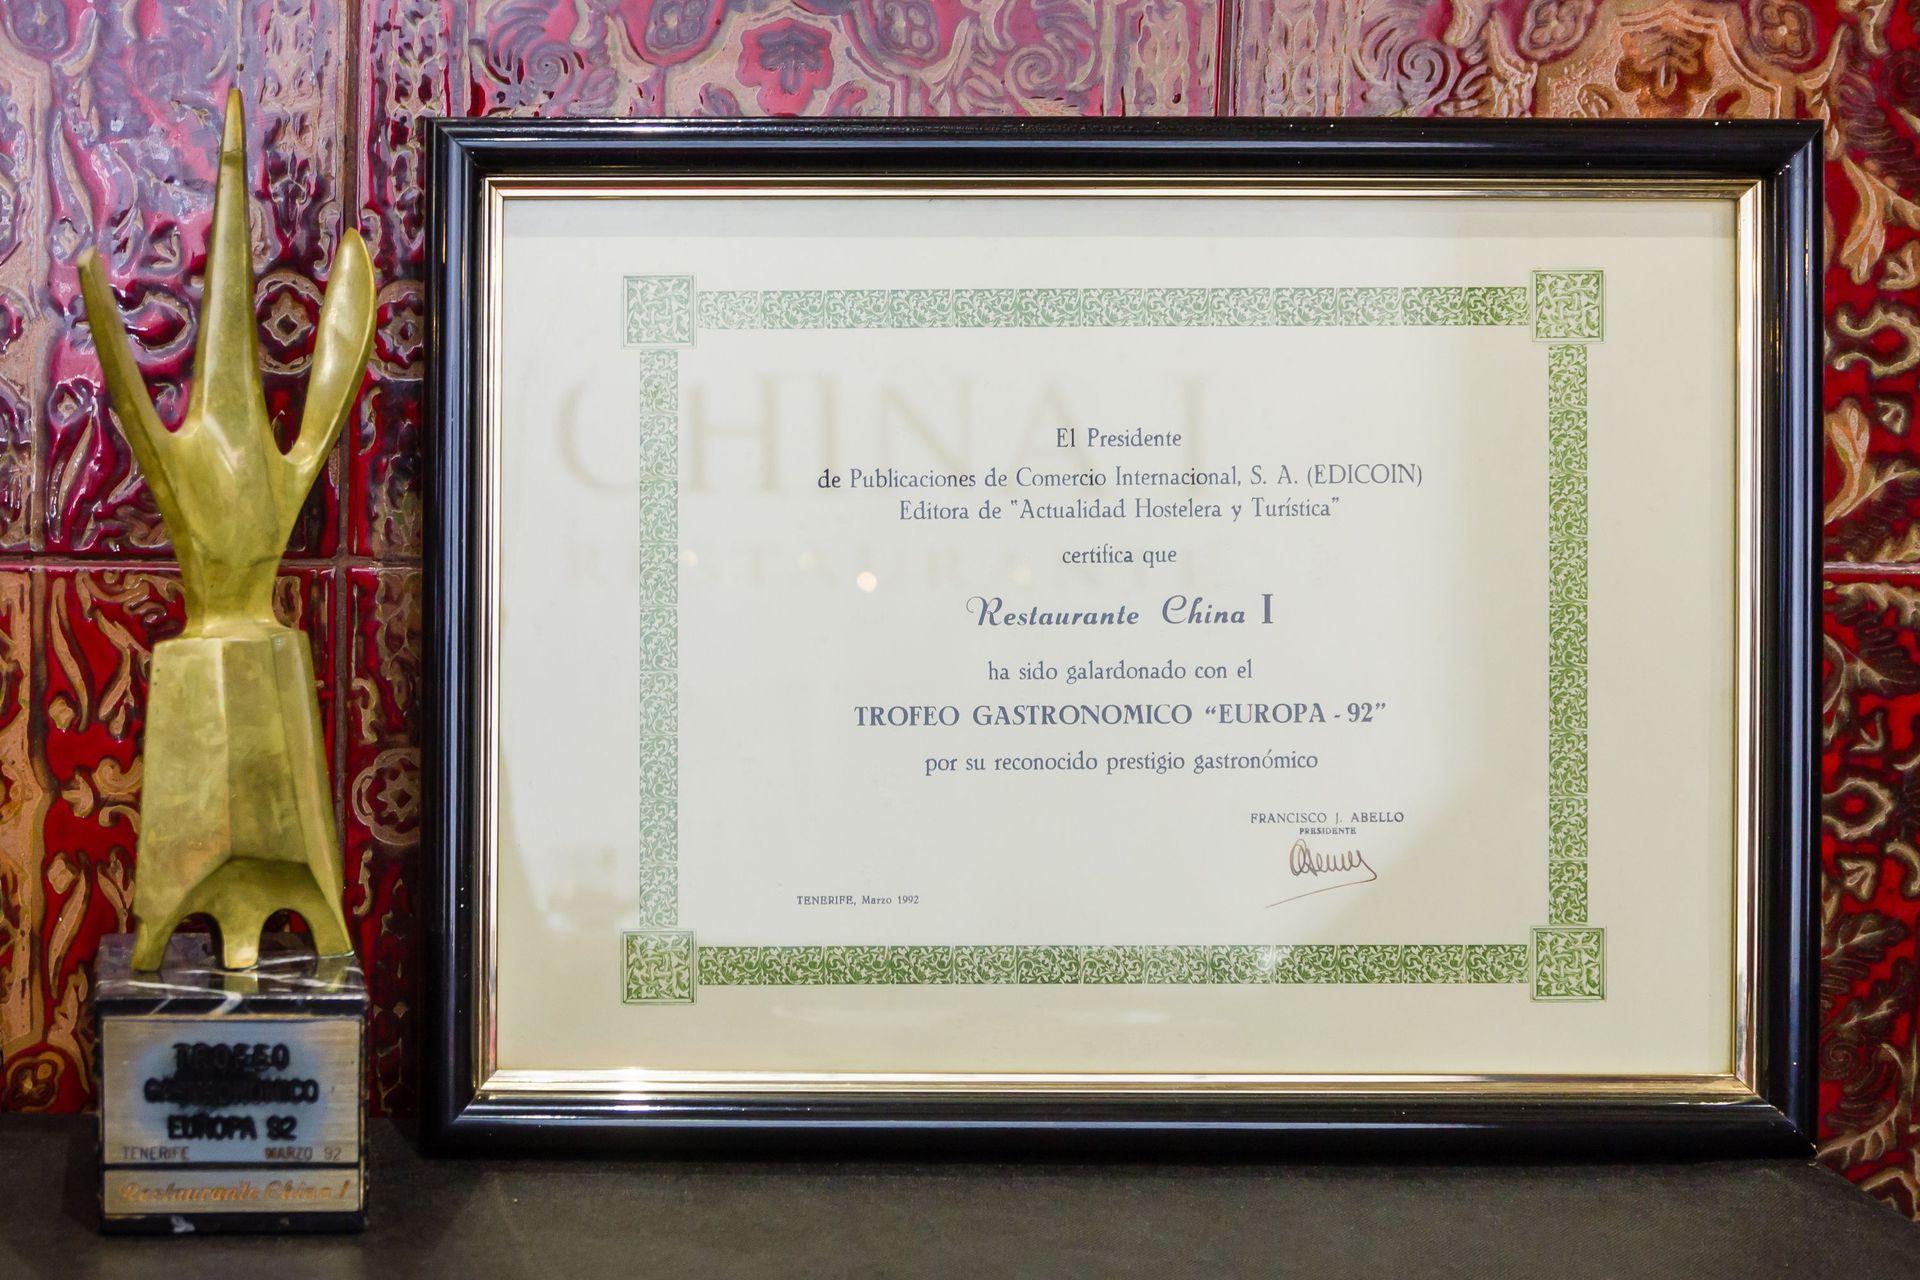 El Presidente
de Publicaciones de Comercio Internacional, S. A. (EDICOIN)
Editora de "Actualidad Hostelera y Turística"
certifica que
Restaurante China I
ha sido galardonado con el
TROFEO GASTRONOMICO “EUROPA - 92”
por su reconocido prestigio gastronómico
FRANCISCO J. ABELLO
PRESIDENTE
TENERIFE, Marzo 1992
TROFEO
GASTRONOMICO
EUROPA 92
TENERIFE MARZO 92
Restaurante China I
CHINA I
RESTAURANTE